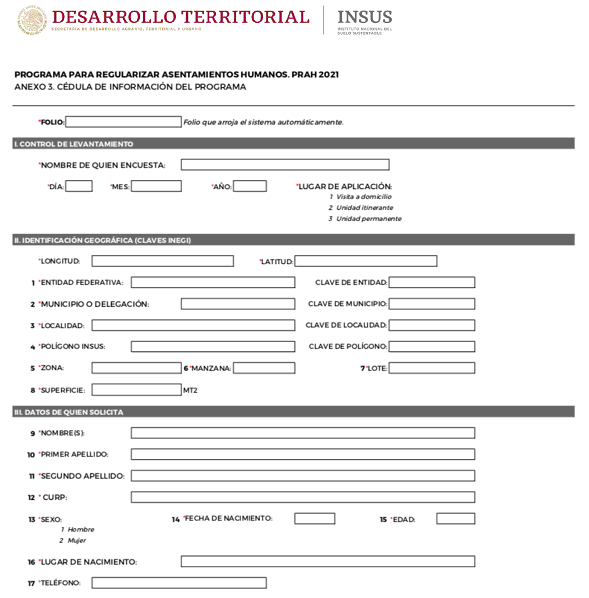 DESARROLLO TERRITORIAL
SECRETARÍA DE DESARROLLO AGRARIO, TERRITORIAL Y URBANO
INSUS
INSTITUTO NACIONAL DEL
SUELO SUSTENTABLE
PROGRAMA PARA REGULARIZAR ASENTAMIENTOS HUMANOS. PRAH 2021
ANEXO 3. CÉDULA DE INFORMACIÓN DEL PROGRAMA
*FOLIO: Folio que arroja el sistema automáticamente.
I. CONTROL DE LEVANTAMIENTO
*NOMBRE DE QUIEN ENCUESTA:
*DÍA: *MES: *AÑO: *LUGAR DE APLICACIÓN:
1 Visita a domicilio
2 Unidad itinerante
3 Unidad permanente
II. IDENTIFICACIÓN GEOGRÁFICA (CLAVES INEGI)
*LONGITUD: *LATITUD:
1 *ENTIDAD FEDERATIVA: CLAVE DE ENTIDAD:
2 *MUNICIPIO O DELEGACIÓN: CLAVE DE MUNICIPIO:
3 *LOCALIDAD: CLAVE DE LOCALIDAD:
4 *POLÍGONO INSUS: CLAVE DE POLÍGONO:
5 *ZONA: 6 *MANZANA: 7 *LOTE:
8 *SUPERFICIE: MT2
III. DATOS DE QUIEN SOLICITA
9 *NOMBRE(S):
10 *PRIMER APELLIDO:
11 *SEGUNDO APELLIDO:
12 * CURP:
13 *SEXO: 14 *FECHA DE NACIMIENTO: 15 *EDAD:
1 Hombre
2 Mujer
16 *LUGAR DE NACIMIENTO:
17 *TELÉFONO: